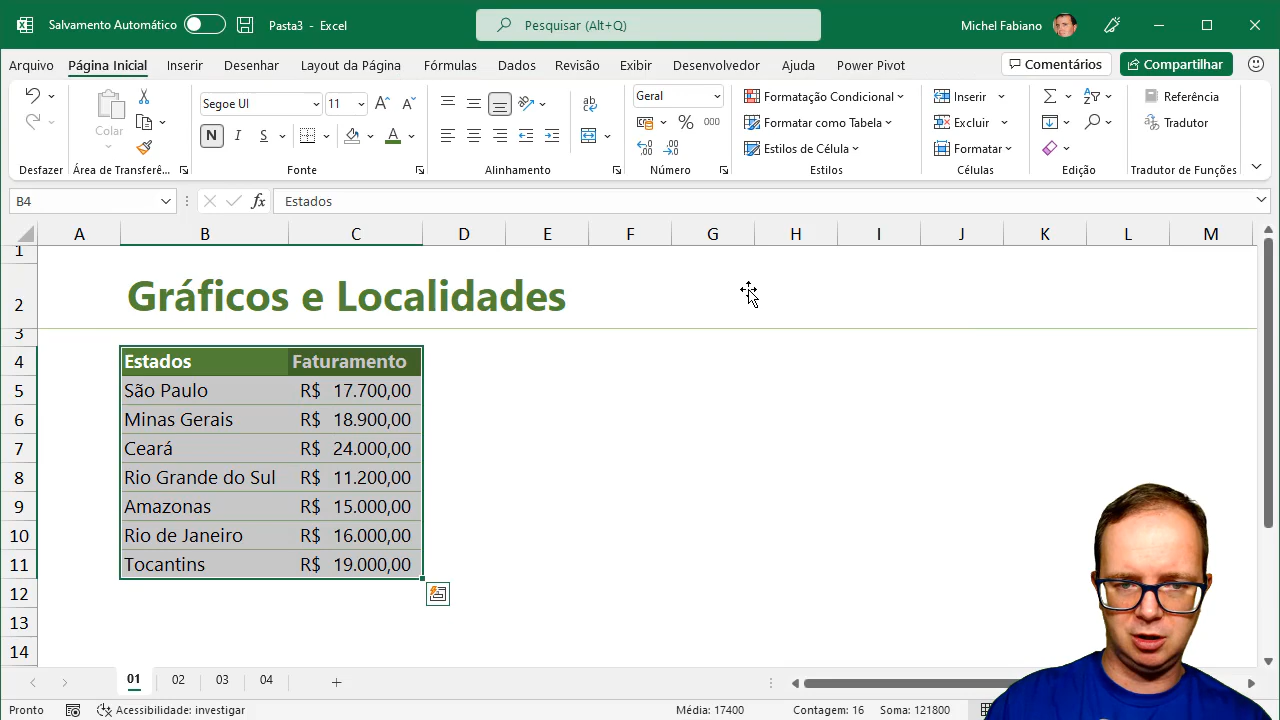 Salvamento Automático
Pasta3 - Excel
Pesquisar (Alt+Q)
Michel Fabiano
Arquivo
Página Inicial
Inserir
Desenhar
Layout da Página
Fórmulas
Dados
Revisão
Exibir
Desenvolvedor
Ajuda
Power Pivot
Comentários
Compartilhar
Colar
Segoe UI
11
N I S
ab
Geral
% 000
Formatação Condicional
Formatar como Tabela
Estilos de Célula
Inserir
Excluir
Formatar
Referência
Tradutor
Desfazer
Área de Transferê...
Fonte
Alinhamento
Número
Estilos
Células
Edição
Tradutor de Funções
B4
fx
Estados
A B C D E F G H I J K L M
1
2 Gráficos e Localidades
3
4 Estados Faturamento
5 São Paulo R$ 17.700,00
6 Minas Gerais R$ 18.900,00
7 Ceará R$ 24.000,00
8 Rio Grande do Sul R$ 11.200,00
9 Amazonas R$ 15.000,00
10 Rio de Janeiro R$ 16.000,00
11 Tocantins R$ 19.000,00
12
13
14
01 02 03 04
Pronto
Acessibilidade: investigar
Média: 17400
Contagem: 16
Soma: 121800